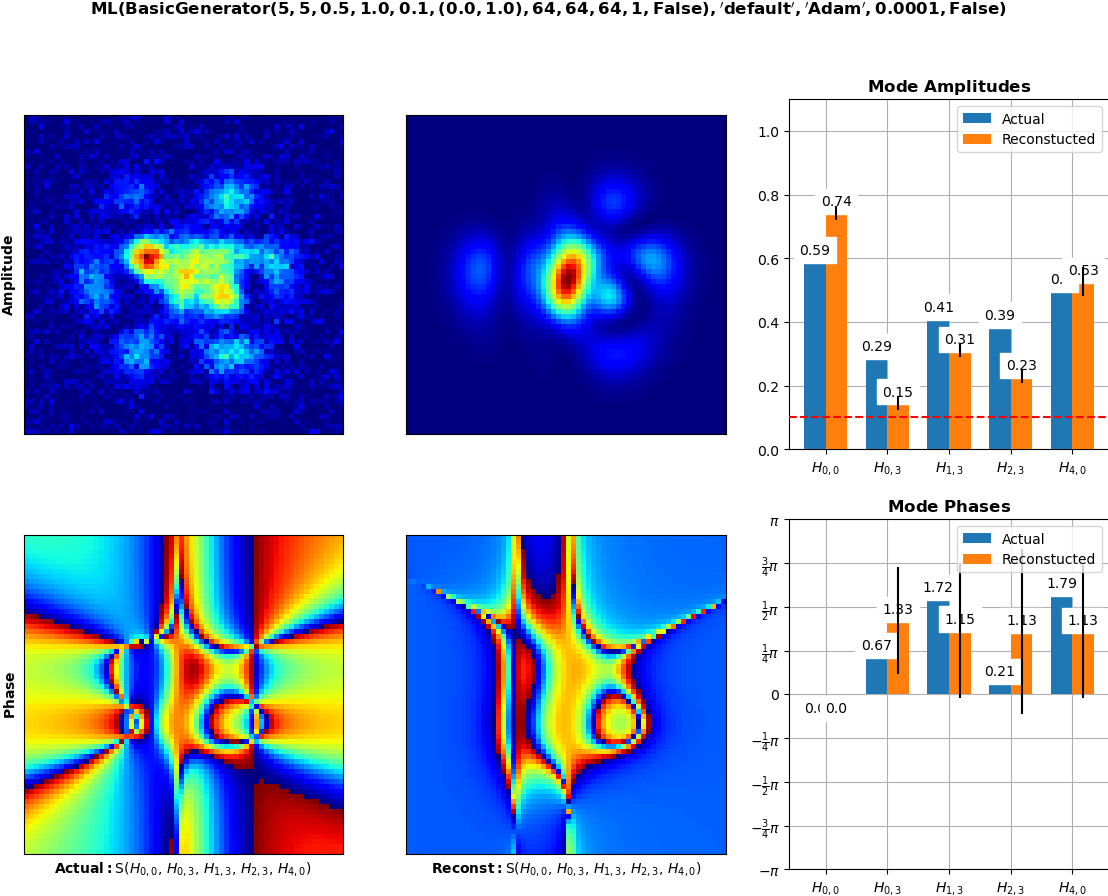 ML(BasicGenerator(5, 5, 0.5, 1.0, 0.1, (0.0, 1.0), 64, 64, 64, 1, False), ′default′, ′Adam′, 0.0001, False)
Amplitude
Mode Amplitudes
Actual
Reconstucted
1.0
0.8
0.6
0.4
0.2
0.0
0.59
0.74
0.29
0.15
0.41
0.31
0.39
0.23
0.
0.53
H0,0
H0,3
H1,3
H2,3
H4,0
Phase
Actual: S(H0,0, H0,3, H1,3, H2,3, H4,0)
Reconst: S(H0,0, H0,3, H1,3, H2,3, H4,0)
Mode Phases
Actual
Reconstucted
π
3/4π
1/2π
1/4π
0
−1/4π
−1/2π
−3/4π
−π
0.0
0.67
1.33
1.72
1.15
0.21
1.13
1.79
1.13
H0,0
H0,3
H1,3
H2,3
H4,0